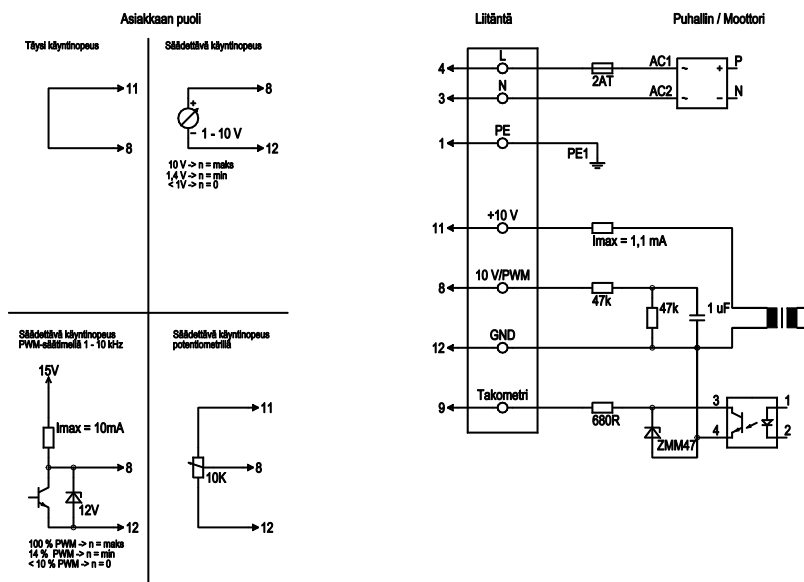 Asiakkaan puoli
Täysi käyntinopeus
11
8
Säädettävä käyntinopeus
8
+
−
1 - 10 V
12
10 V -> n = maks
1,4 V -> n = min
< 1V -> n = 0
Säädettävä käyntinopeus
PWM-säätimellä 1 - 10 kHz
15V
Imax = 10mA
8
12V
12
100 % PWM -> n = maks
14 % PWM -> n = min
< 10 % PWM -> n = 0
Säädettävä käyntinopeus
potentiometrillä
11
8
10K
12
Liitäntä
Puhallin / Moottori
4
L
2AT
AC1
~
+
P
3
N
AC2
~
−
N
1
PE
PE1
11
+10 V
Imax = 1,1 mA
8
10 V/PWM
47k
47k
1 uF
12
GND
9
Takometri
680R
ZMM47
3
4
1
2